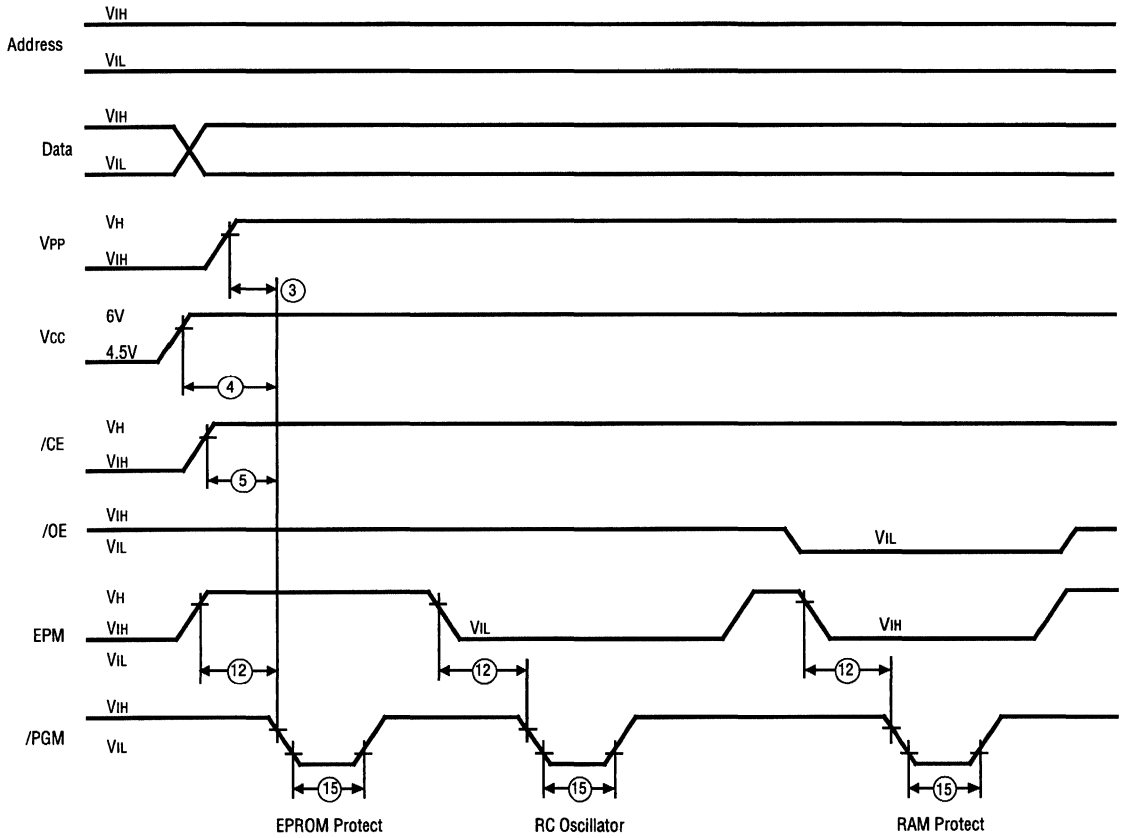 VIH
Address
VIL
VIH
Data
VIL
VH
VPP
VIH
3
6V
VCC
4.5V
4
VH
/CE
VIH
5
VIH
/OE
VIL
VIL
VH
EPM
VIH
VIL
VIL
VIH
12
12
12
VIH
/PGM
VIL
15
15
15
EPROM Protect
RC Oscillator
RAM Protect